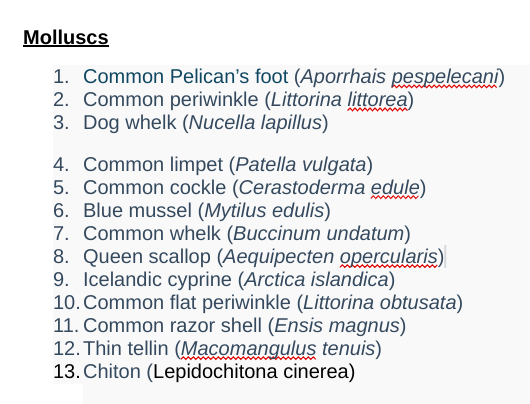 Molluscs
1. Common Pelican’s foot (Aporrhais pespelecani)
2. Common periwinkle (Littorina littorea)
3. Dog whelk (Nucella lapillus)
4. Common limpet (Patella vulgata)
5. Common cockle (Cerastoderma edule)
6. Blue mussel (Mytilus edulis)
7. Common whelk (Buccinum undatum)
8. Queen scallop (Aequipecten opercularis)
9. Icelandic cyprine (Arctica islandica)
10. Common flat periwinkle (Littorina obtusata)
11. Common razor shell (Ensis magnus)
12. Thin tellin (Macomangulus tenuis)
13. Chiton (Lepidochitona cinerea)